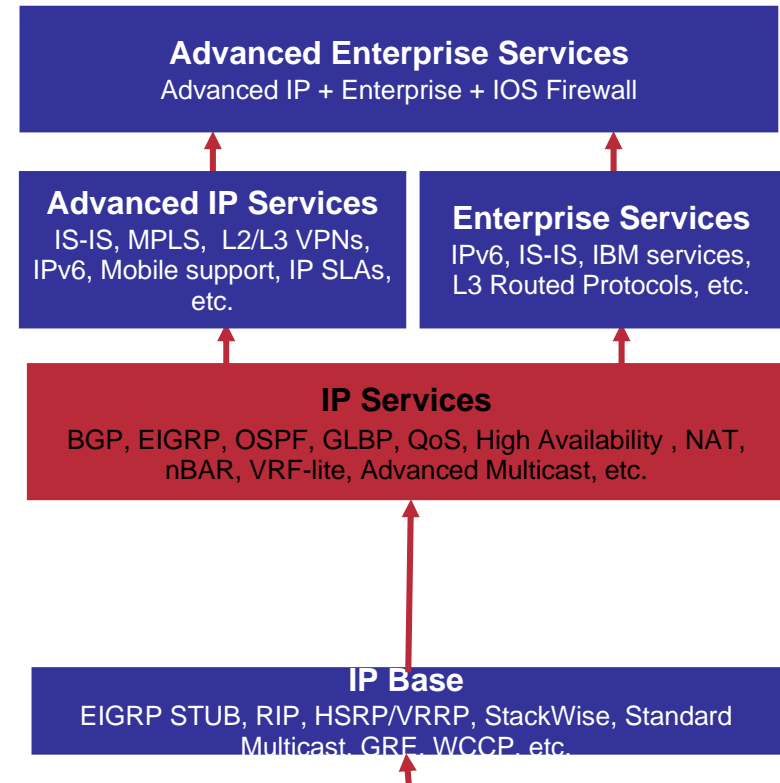 Advanced Enterprise Services
Advanced IP + Enterprise + IOS Firewall
Advanced IP Services
IS-IS, MPLS, L2/L3 VPNs,
IPv6, Mobile support, IP SLAs,
etc.
Enterprise Services
IPv6, IS-IS, IBM services,
L3 Routed Protocols, etc.
IP Services
BGP, EIGRP, OSPF, GLBP, QoS, High Availability , NAT,
nBAR, VRF-lite, Advanced Multicast, etc.
IP Base
EIGRP STUB, RIP, HSRP/VRRP, StackWise, Standard
Multicast, GRE, WCCP, etc.